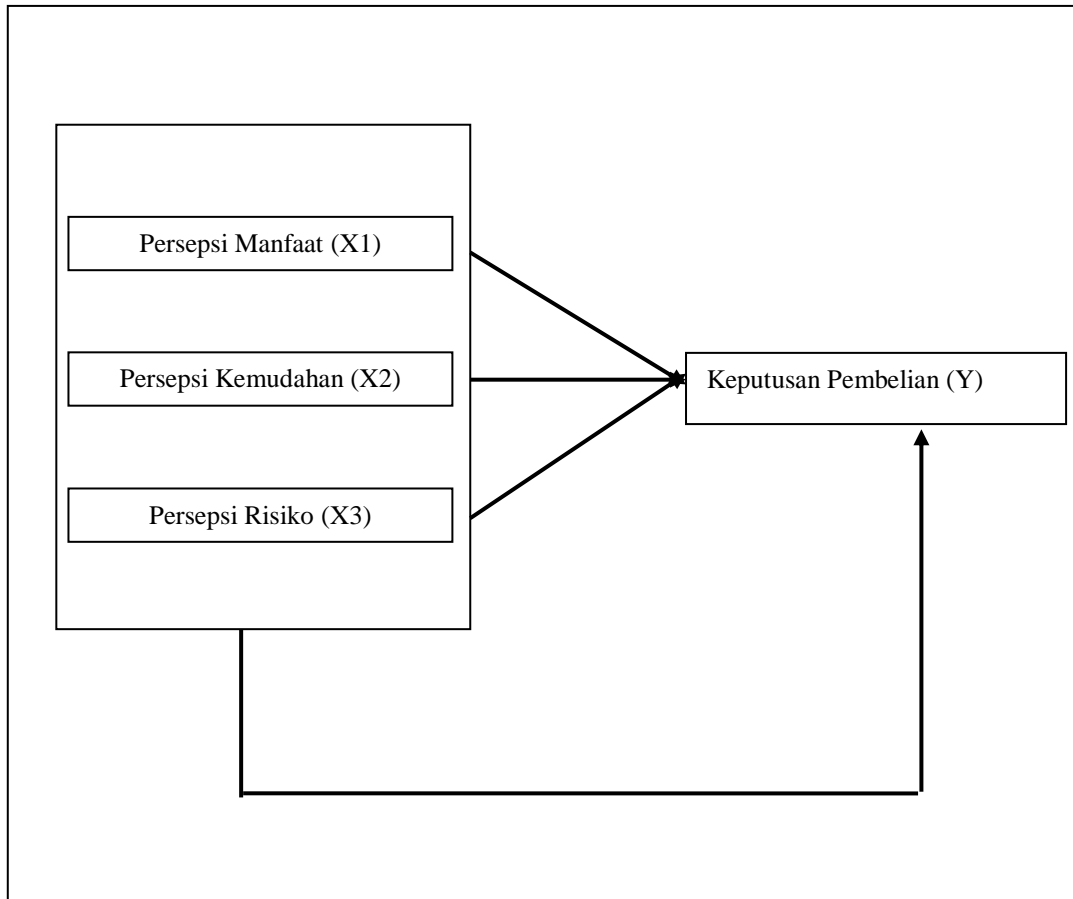 Persepsi Manfaat (X1)
Persepsi Kemudahan (X2)
Keputusan Pembelian (Y)
Persepsi Risiko (X3)